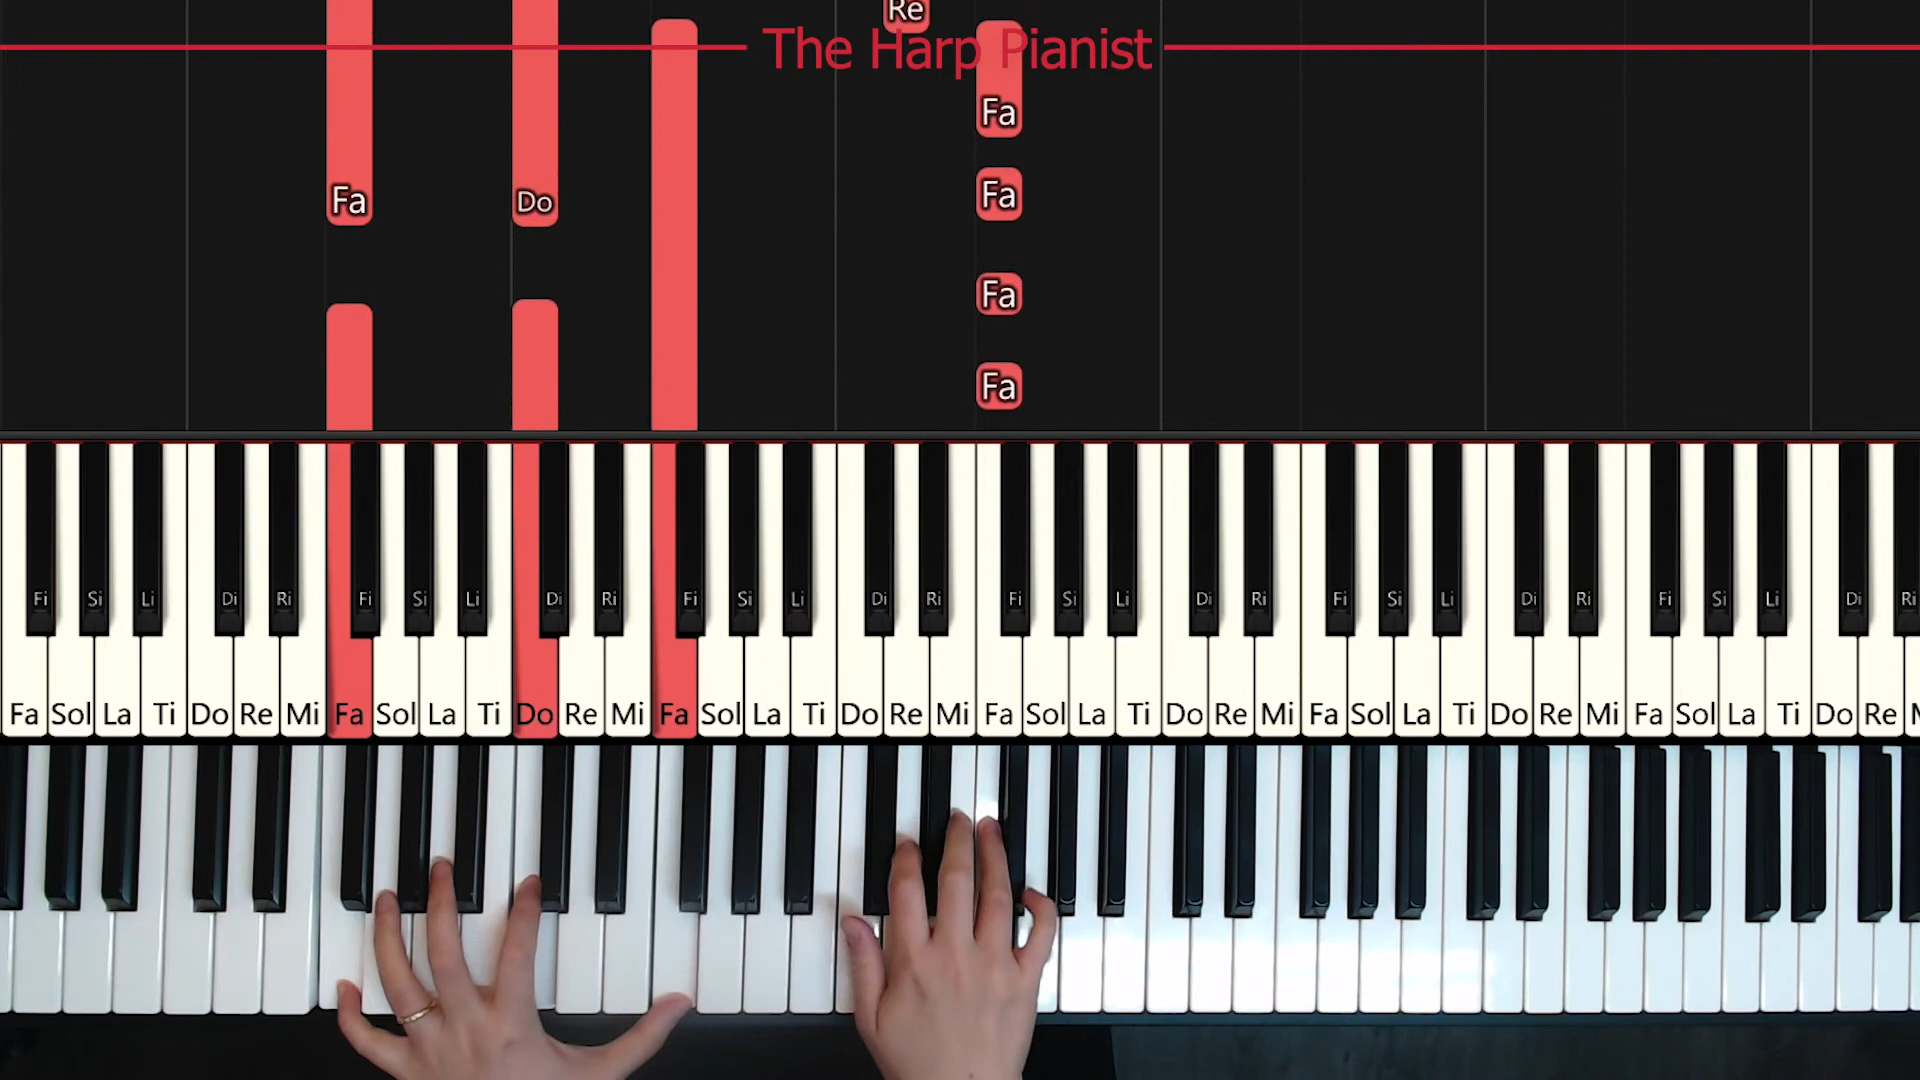 Re
The Harp Pianist
Fa
Fa
Fa Do
Fa
Fa
Fi Si Li Di Ri Fi Si Li Di Ri Fi Si Li Di Ri Fi Si Li Di Ri Fi Si Li Di Ri Fi Si Li Di Ri
Fa Sol La Ti Do Re Mi Fa Sol La Ti Do Re Mi Fa Sol La Ti Do Re Mi Fa Sol La Ti Do Re Mi Fa Sol La Ti Do Re Mi Fa Sol La Ti Do Re